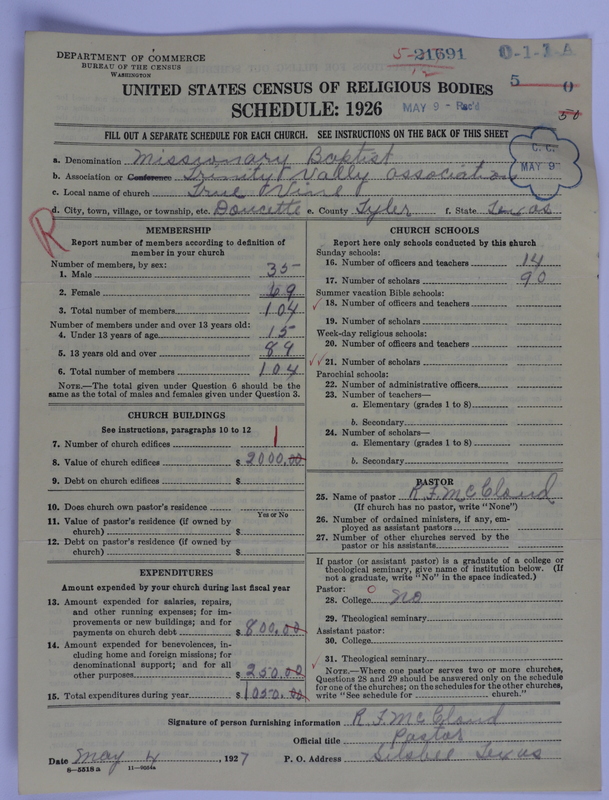 DEPARTMENT OF COMMERCE
BUREAU OF THE CENSUS
WASHINGTON
5-21591
12
0-1-1 A
5 0
50
UNITED STATES CENSUS OF RELIGIOUS BODIES
SCHEDULE: 1926
MAY 9 - Rec'd
FILL OUT A SEPARATE SCHEDULE FOR EACH CHURCH. SEE INSTRUCTIONS ON THE BACK OF THIS SHEET
C. C.
MAY 9
a. Denomination Missionary Baptist
b. Association or Conference Trinity Vally association
c. Local name of church True Vine
d. City, town, village, or township, etc. Doucette e. County Tyler f. State Texas
R
MEMBERSHIP
Report number of members according to definition of
member in your church
Number of members, by sex:
1. Male 35
2. Female 69
3. Total number of members 104
Number of members under and over 13 years old:
4. Under 13 years of age 15
5. 13 years old and over 89
6. Total number of members 104
NOTE.—The total given under Question 6 should be the
same as the total of males and females given under Question 3.
CHURCH BUILDINGS
See instructions, paragraphs 10 to 12
7. Number of church edifices 1
8. Value of church edifices $ 2000.00
9. Debt on church edifices $
10. Does church own pastor's residence
Yes or No
11. Value of pastor's residence (if owned by
church) $
12. Debt on pastor's residence (if owned by
church) $
EXPENDITURES
Amount expended by your church during last fiscal year
13. Amount expended for salaries, repairs,
and other running expenses; for im-
provements or new buildings; and for
payments on church debt $ 800.00
14. Amount expended for benevolences, in-
cluding home and foreign missions; for
denominational support; and for all
other purposes $ 250.00
15. Total expenditures during year $ 1050.00
CHURCH SCHOOLS
Report here only schools conducted by this church
Sunday schools:
16. Number of officers and teachers 14
17. Number of scholars 90
Summer vacation Bible schools:
18. Number of officers and teachers
19. Number of scholars
Week-day religious schools:
20. Number of officers and teachers
21. Number of scholars
Parochial schools:
22. Number of administrative officers
23. Number of teachers—
a. Elementary (grades 1 to 8)
b. Secondary
24. Number of scholars—
a. Elementary (grades 1 to 8)
b. Secondary
PASTOR
25. Name of pastor R. F. McCland
(If church has no pastor, write "None")
26. Number of ordained ministers, if any, em-
ployed as assistant pastors
27. Number of other churches served by the
pastor or his assistants
If pastor (or assistant pastor) is a graduate of a college or
theological seminary, give name of institution below. (If
not a graduate, write "No" in the space indicated.)
Pastor: 0
28. College no
29. Theological seminary
Assistant pastor:
30. College
31. Theological seminary
NOTE.—Where one pastor serves two or more churches,
Questions 28 and 29 should be answered only on the schedule
for one of the churches; on the schedules for the other churches,
write "See schedule for church."
Signature of person furnishing information R F McCland
Official title Pastor
Date May 4, 1927 P. O. Address Silsbee Texas
8-5518 a 11-9034a